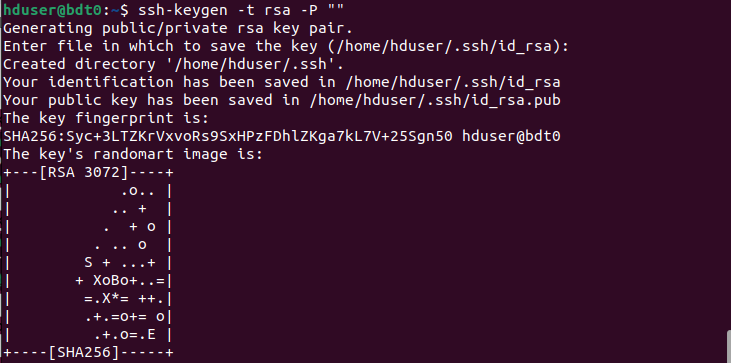 hduser@bdt0:~$ ssh-keygen -t rsa -P ""
Generating public/private rsa key pair.
Enter file in which to save the key (/home/hduser/.ssh/id_rsa):
Created directory '/home/hduser/.ssh'.
Your identification has been saved in /home/hduser/.ssh/id_rsa
Your public key has been saved in /home/hduser/.ssh/id_rsa.pub
The key fingerprint is:
SHA256:Syc+3LTZKrVxvoRs9SxHPzFDhlZKga7kL7V+25Sgn50 hduser@bdt0
The key's randomart image is:
+---[RSA 3072]----+
|            .o.. |
|           .. +  |
|          .  + o |
|         . .. o  |
|        S + ...+ |
|       + XoBo+..=|
|        =.X*= ++.|
|        .+.=o+= o|
|         .+.o=.E |
+----[SHA256]-----+